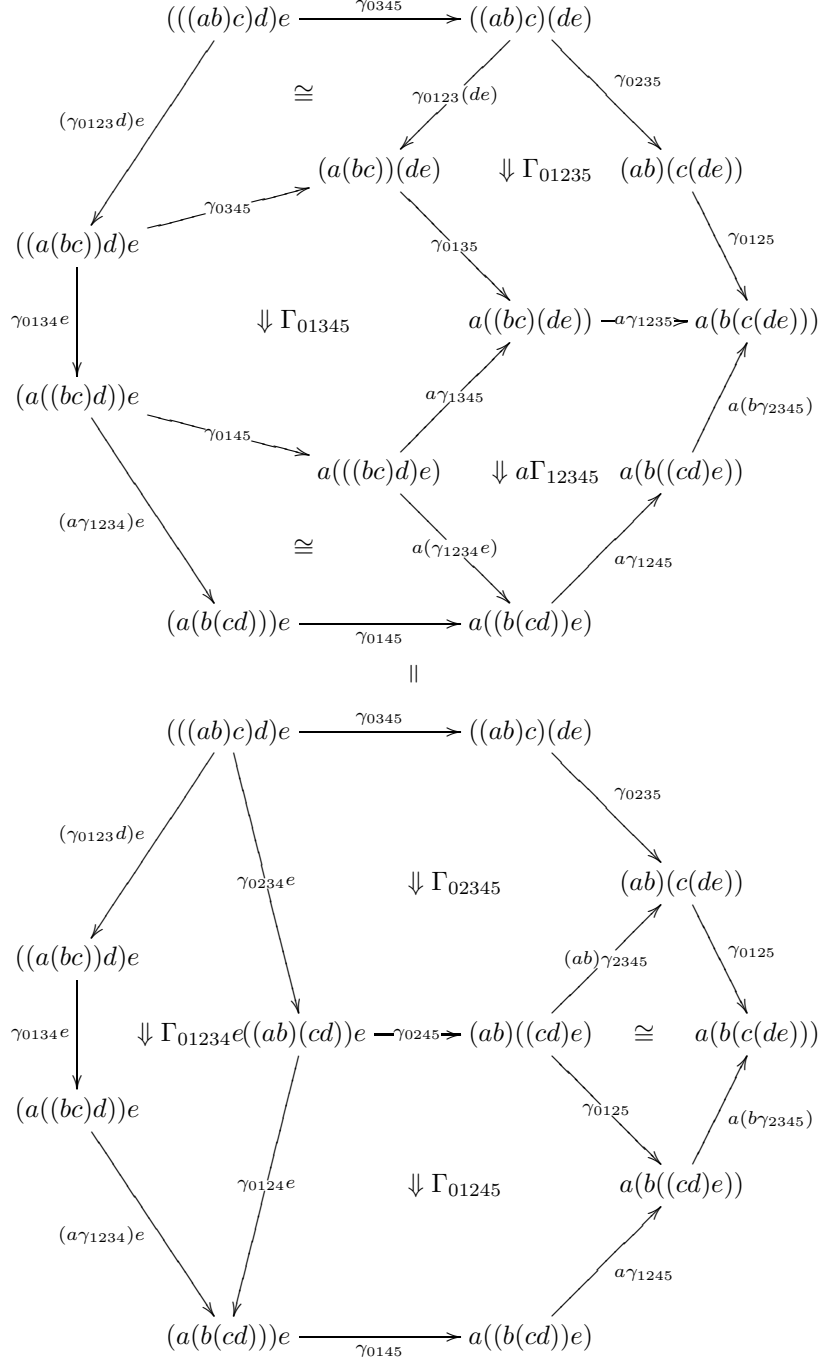 (((ab)c)d)e γ₀₃₄₅ ((ab)c)(de)
(γ₀₁₂₃d)e ≅ γ₀₁₂₃(de) γ₀₂₃₅
(a(bc))(de) ⇓ Γ₀₁₂₃₅ (ab)(c(de))
γ₀₃₄₅
((a(bc))d)e γ₀₁₃₅ γ₀₁₂₅
γ₀₁₃₄e ⇓ Γ₀₁₃₄₅ a((bc)(de)) aγ₁₂₃₅ a(b(c(de)))
(a((bc)d))e aγ₁₃₄₅ a(bγ₂₃₄₅)
γ₀₁₄₅
a(((bc)d)e) ⇓ aΓ₁₂₃₄₅ a(b((cd)e))
(aγ₁₂₃₄)e ≅ a(γ₁₂₃₄e) aγ₁₂₄₅
(a(b(cd)))e γ₀₁₄₅ a((b(cd))e)
=
(((ab)c)d)e γ₀₃₄₅ ((ab)c)(de)
(γ₀₁₂₃d)e γ₀₂₃₅
γ₀₂₃₄e ⇓ Γ₀₂₃₄₅ (ab)(c(de))
((a(bc))d)e (ab)γ₂₃₄₅ γ₀₁₂₅
γ₀₁₃₄e ⇓ Γ₀₁₂₃₄e ((ab)(cd))e γ₀₂₄₅ (ab)((cd)e) ≅ a(b(c(de)))
(a((bc)d))e γ₀₁₂₅ a(bγ₂₃₄₅)
γ₀₁₂₄e ⇓ Γ₀₁₂₄₅ a(b((cd)e))
(aγ₁₂₃₄)e aγ₁₂₄₅
(a(b(cd)))e γ₀₁₄₅ a((b(cd))e)